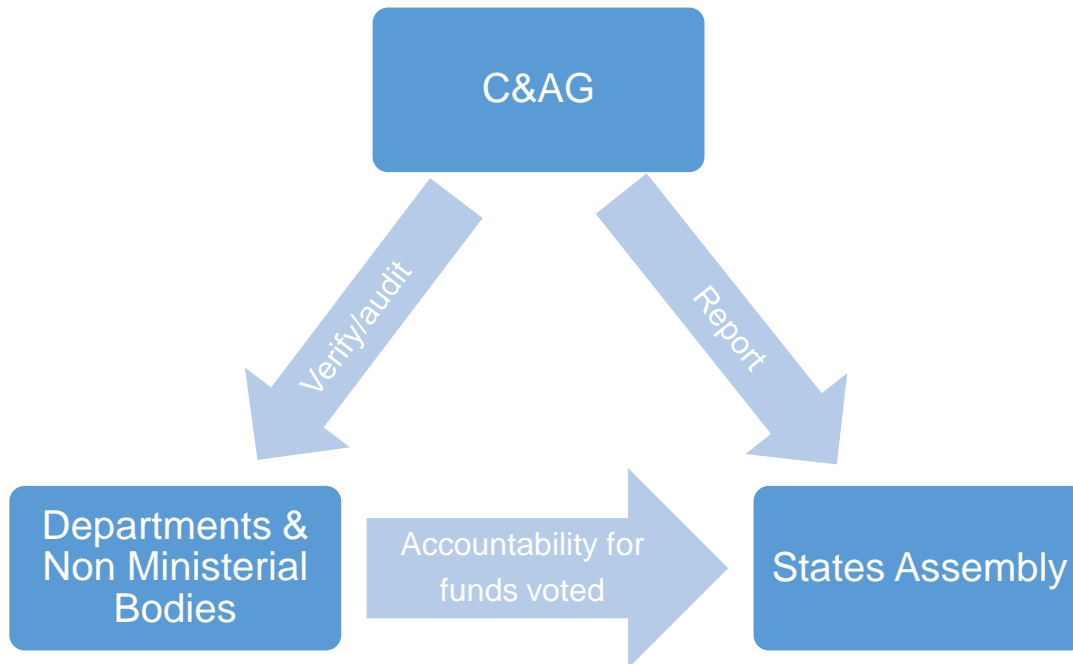 C&AG
Verify/audit
Report
Departments &
Non Ministerial
Bodies
Accountability for
funds voted
States Assembly